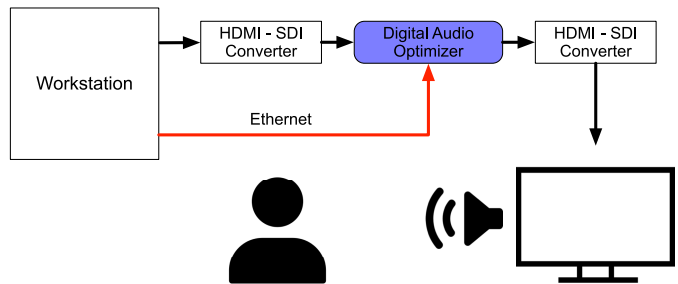 HDMI - SDI
Converter
Digital Audio
Optimizer
HDMI - SDI
Converter
Workstation
Ethernet